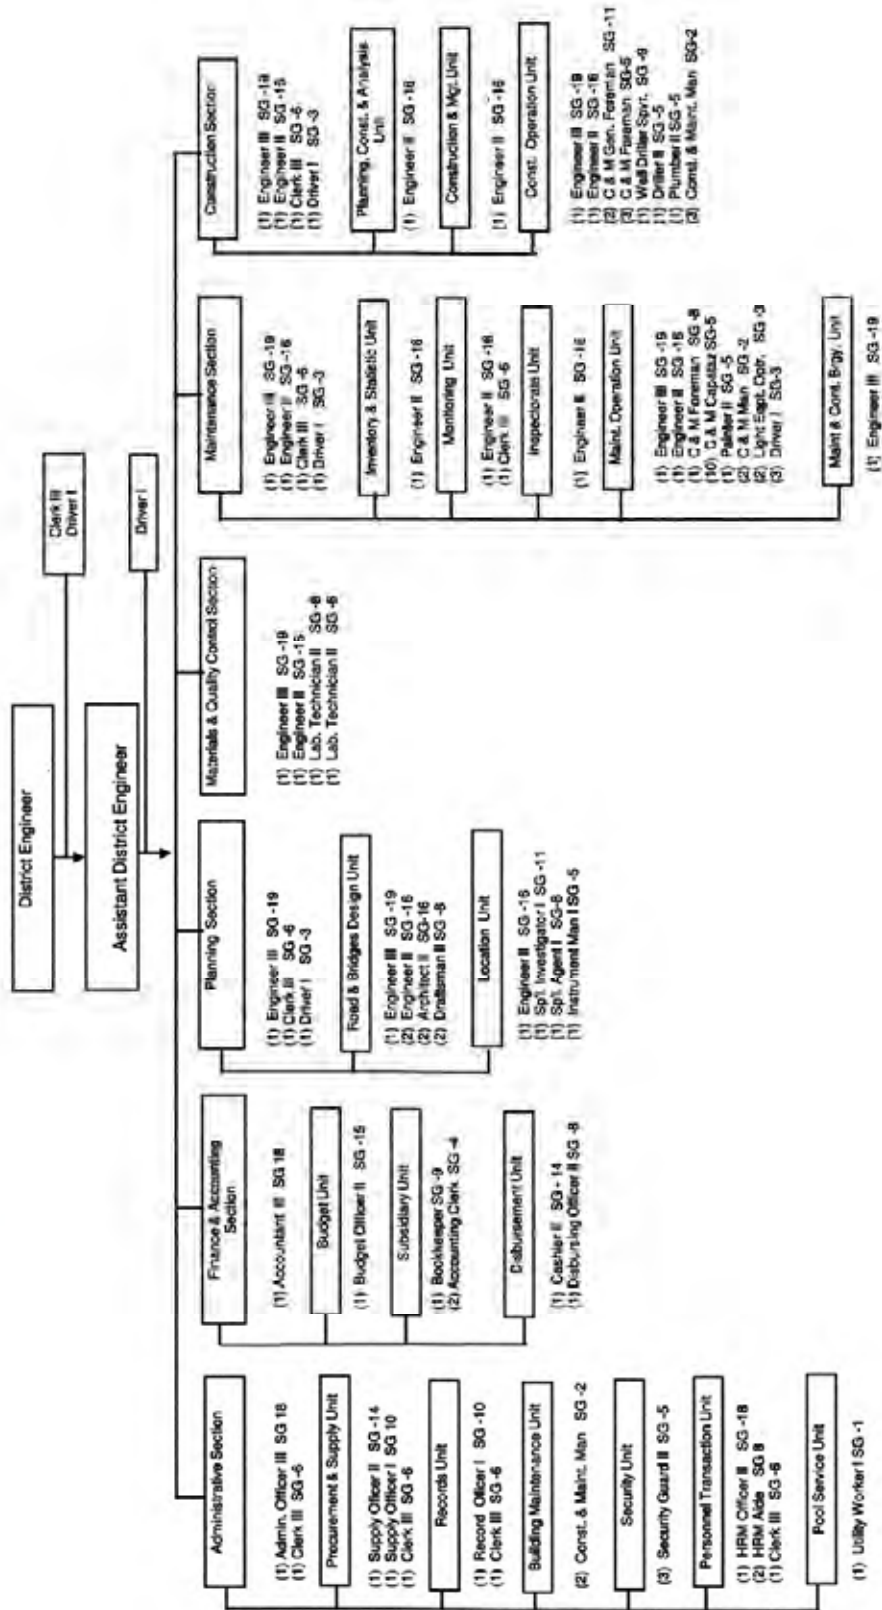 District Engineer
Clerk III
Driver I
Assistant District Engineer
Driver I
Administrative Section
(1) Admin. Officer III SG 18
(1) Clerk III SG -6
Procurement & Supply Unit
(1) Supply Officer II SG -14
(1) Supply Officer I SG 10
(1) Clerk III SG -6
Records Unit
(1) Record Officer I SG -10
(1) Clerk III SG -6
Building Maintenance Unit
(2) Const. & Maint. Man SG -2
Security Unit
(3) Security Guard II SG -5
Personnel Transaction Unit
(1) HRM Officer III SG -18
(2) HRM Aide SG 8
(1) Clerk III SG -6
Pool Service Unit
(1) Utility Worker I SG -1
Finance & Accounting
Section
(1) Accountant III SG 18
Budget Unit
(1) Budget Officer II SG -15
Subsidiary Unit
(1) Bookkeeper SG -9
(2) Accounting Clerk SG -4
Disbursement Unit
(1) Cashier II SG - 14
(1) Disbursing Officer II SG -8
Planning Section
(1) Engineer III SG -19
(1) Clerk III SG -6
(1) Driver I SG -3
Road & Bridges Design Unit
(1) Engineer III SG -19
(2) Engineer II SG -16
(2) Architect II SG-16
(2) Draftsman II SG -8
Location Unit
(1) Engineer II SG -16
(1) Sp'l. Investigator I SG -11
(1) Sp'l. Agent I SG-8
(1) Instrument Man I SG -5
Materials & Quality Control Section
(1) Engineer III SG -19
(1) Engineer II SG -16
(1) Lab. Technician II SG -8
(1) Lab. Technician II SG -6
Maintenance Section
(1) Engineer III SG -19
(1) Engineer II SG -16
(1) Clerk III SG -6
(1) Driver I SG -3
Inventory & Statistic Unit
(1) Engineer II SG -16
Monitoring Unit
(1) Engineer II SG -16
(1) Clerk III SG -6
Inspectorate Unit
(1) Engineer II SG -16
Maint. Operation Unit
(1) Engineer III SG -19
(1) Engineer II SG -16
(1) C & M Foreman SG -8
(10) C & M Capataz SG-5
(1) Painter II SG -5
(2) C & M Man SG -2
(2) Light Eqpt. Optr. SG -3
(3) Driver I SG-3
Maint & Cont. Brgy. Unit
(1) Engineer III SG -19
Construction Section
(1) Engineer III SG -19
(1) Engineer II SG -16
(1) Clerk III SG -6
(1) Driver I SG -3
Planning, Const. & Analysis
Unit
(1) Engineer II SG -16
Construction & Mgt. Unit
(1) Engineer II SG -16
Const. Operation Unit
(1) Engineer III SG -19
(1) Engineer II SG -16
(2) C & M Gen. Foreman SG -11
(3) C & M Foreman SG-5
(1) Well Driller Spvr. SG -9
(1) Driller II SG -5
(1) Plumber II SG -5
(3) Const. & Maint. Man SG-2